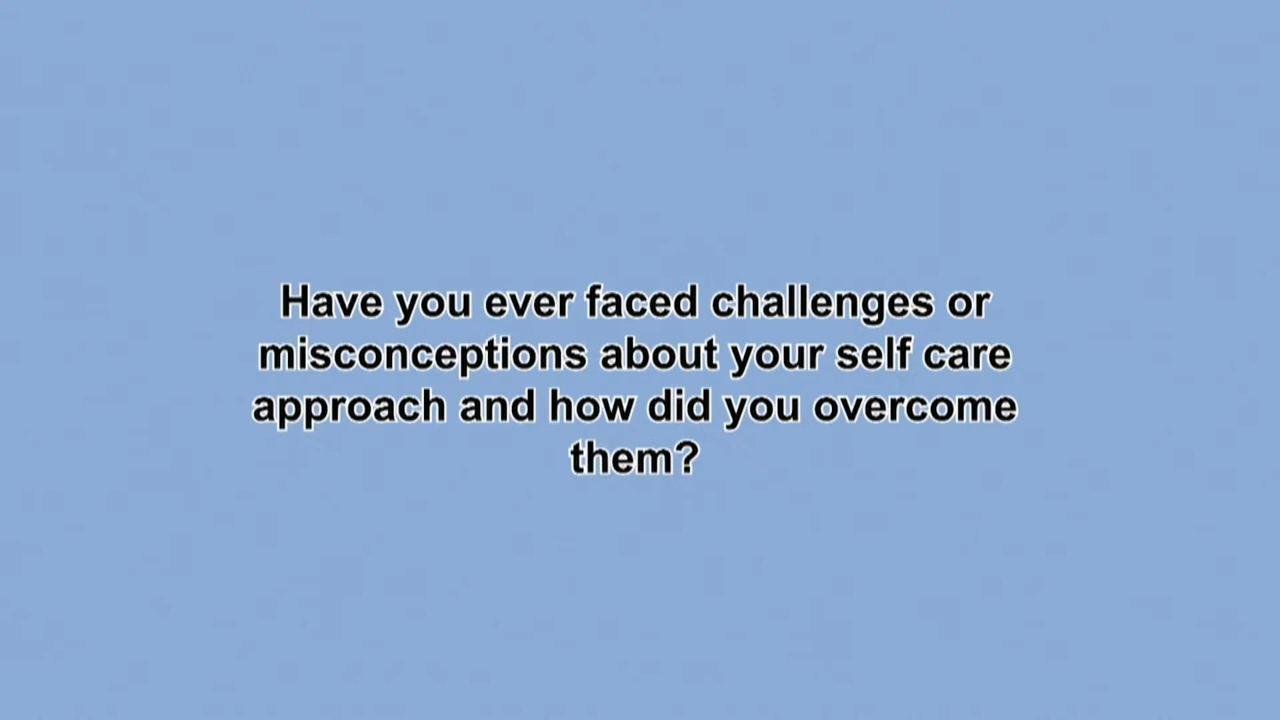 Have you ever faced challenges or
misconceptions about your self care
approach and how did you overcome
them?